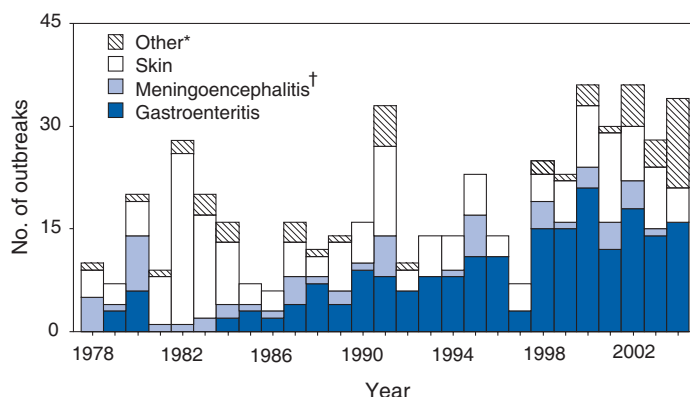 45
30
15
0
No. of outbreaks
Other*
Skin
Meningoencephalitis†
Gastroenteritis
1978 1982 1986 1990 1994 1998 2002
Year